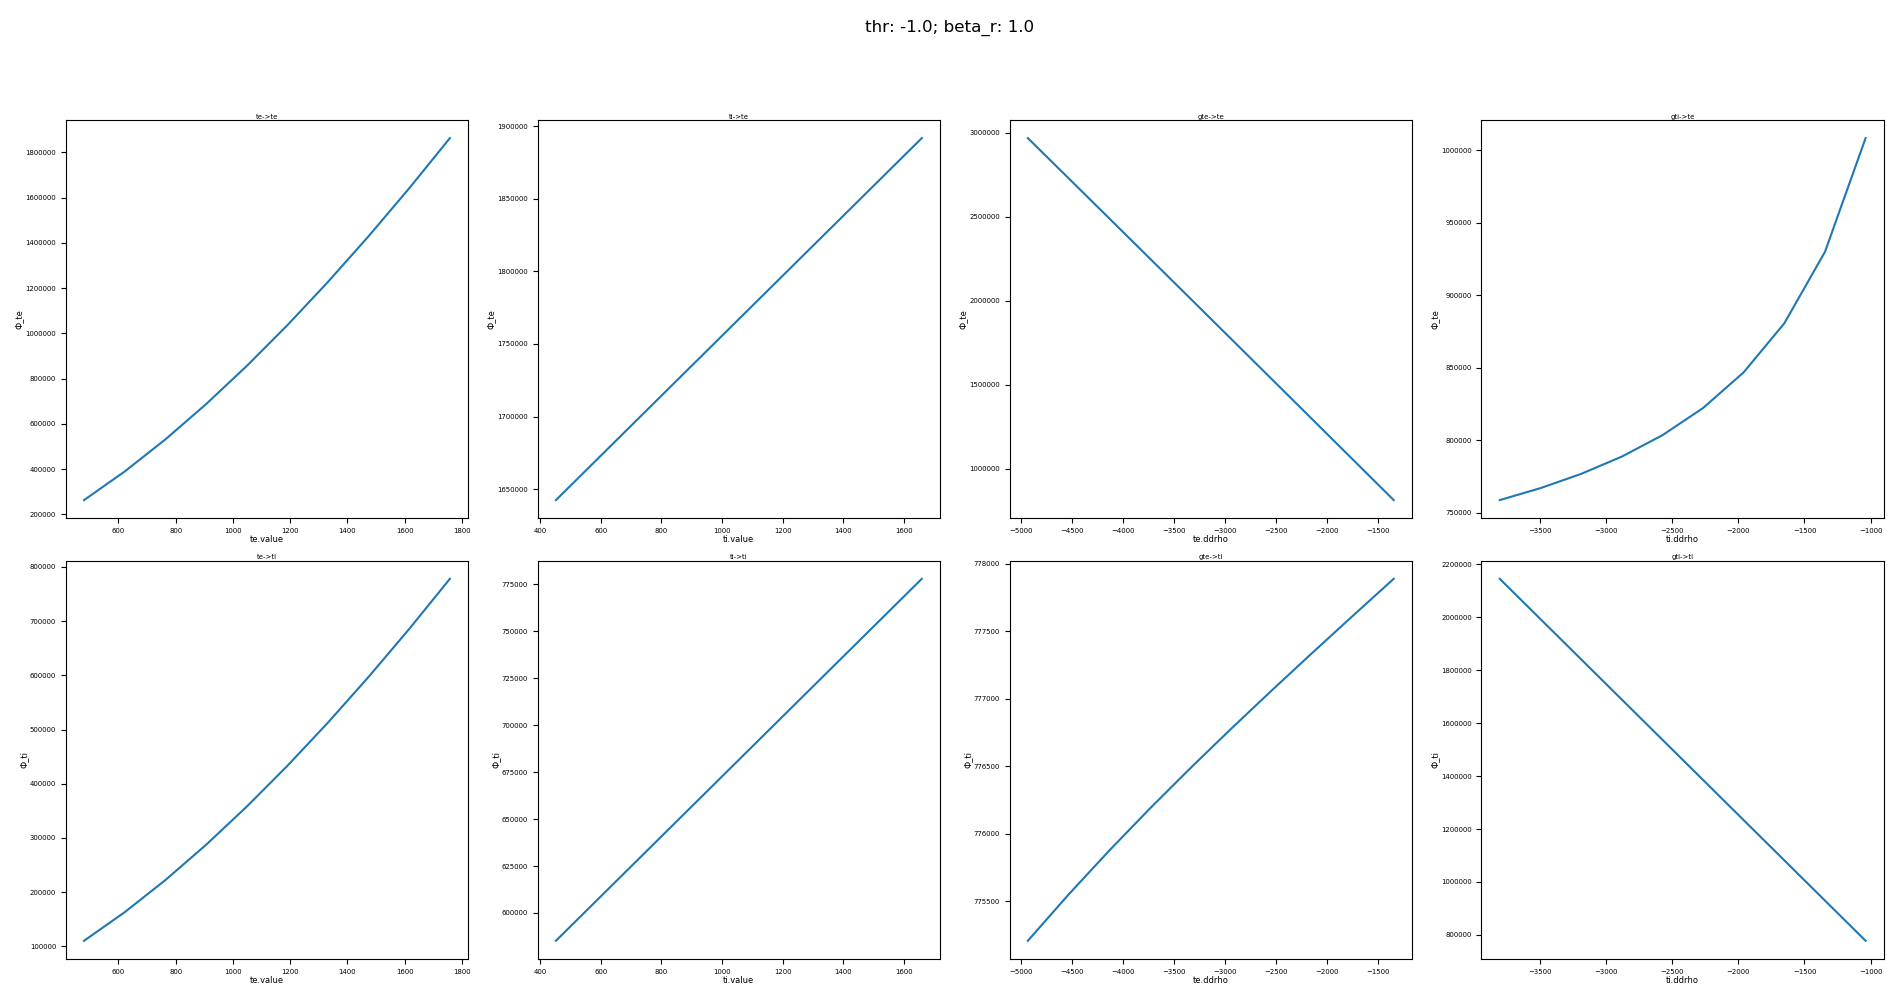 thr: -1.0; beta_r: 1.0
te->te
ti->te
gte->te
gti->te
1800000
1600000
1400000
1200000
1000000
800000
600000
400000
200000
Φ_te
600 800 1000 1200 1400 1600 1800
te.value
1900000
1850000
1800000
1750000
1700000
1650000
Φ_te
400 600 800 1000 1200 1400 1600
ti.value
3000000
2500000
2000000
1500000
1000000
Φ_te
−5000 −4500 −4000 −3500 −3000 −2500 −2000 −1500
te.ddrho
1000000
950000
900000
850000
800000
750000
Φ_te
−3500 −3000 −2500 −2000 −1500 −1000
ti.ddrho
te->ti
ti->ti
gte->ti
gti->ti
800000
700000
600000
500000
400000
300000
200000
100000
Φ_ti
600 800 1000 1200 1400 1600 1800
te.value
775000
750000
725000
700000
675000
650000
625000
600000
Φ_ti
400 600 800 1000 1200 1400 1600
ti.value
778000
777500
777000
776500
776000
775500
Φ_ti
−5000 −4500 −4000 −3500 −3000 −2500 −2000 −1500
te.ddrho
2200000
2000000
1800000
1600000
1400000
1200000
1000000
800000
Φ_ti
−3500 −3000 −2500 −2000 −1500 −1000
ti.ddrho